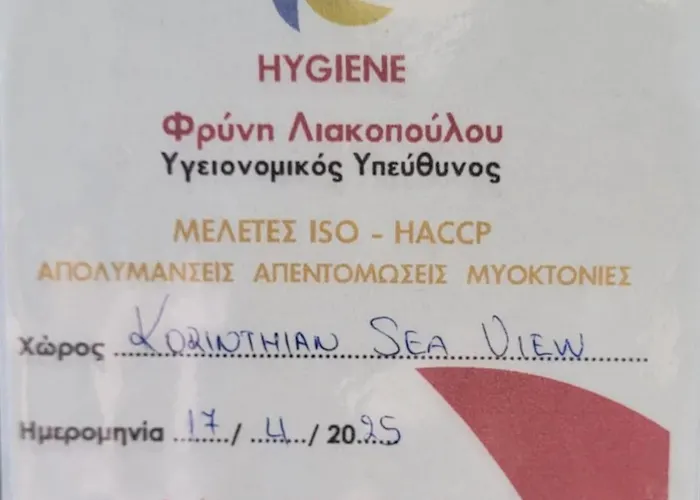 HYGIENE
Φρύνη Λιακοπούλου
Υγειονομικός Υπεύθυνος
ΜΕΛΕΤΕΣ ISO - HACCP
ΑΠΟΛΥΜΑΝΣΕΙΣ ΑΠΕΝΤΟΜΩΣΕΙΣ ΜΥΟΚΤΟΝΙΕΣ
Χώρος KORINTHIAN SEA VIEW
Ημερομηνία 17/4/2025